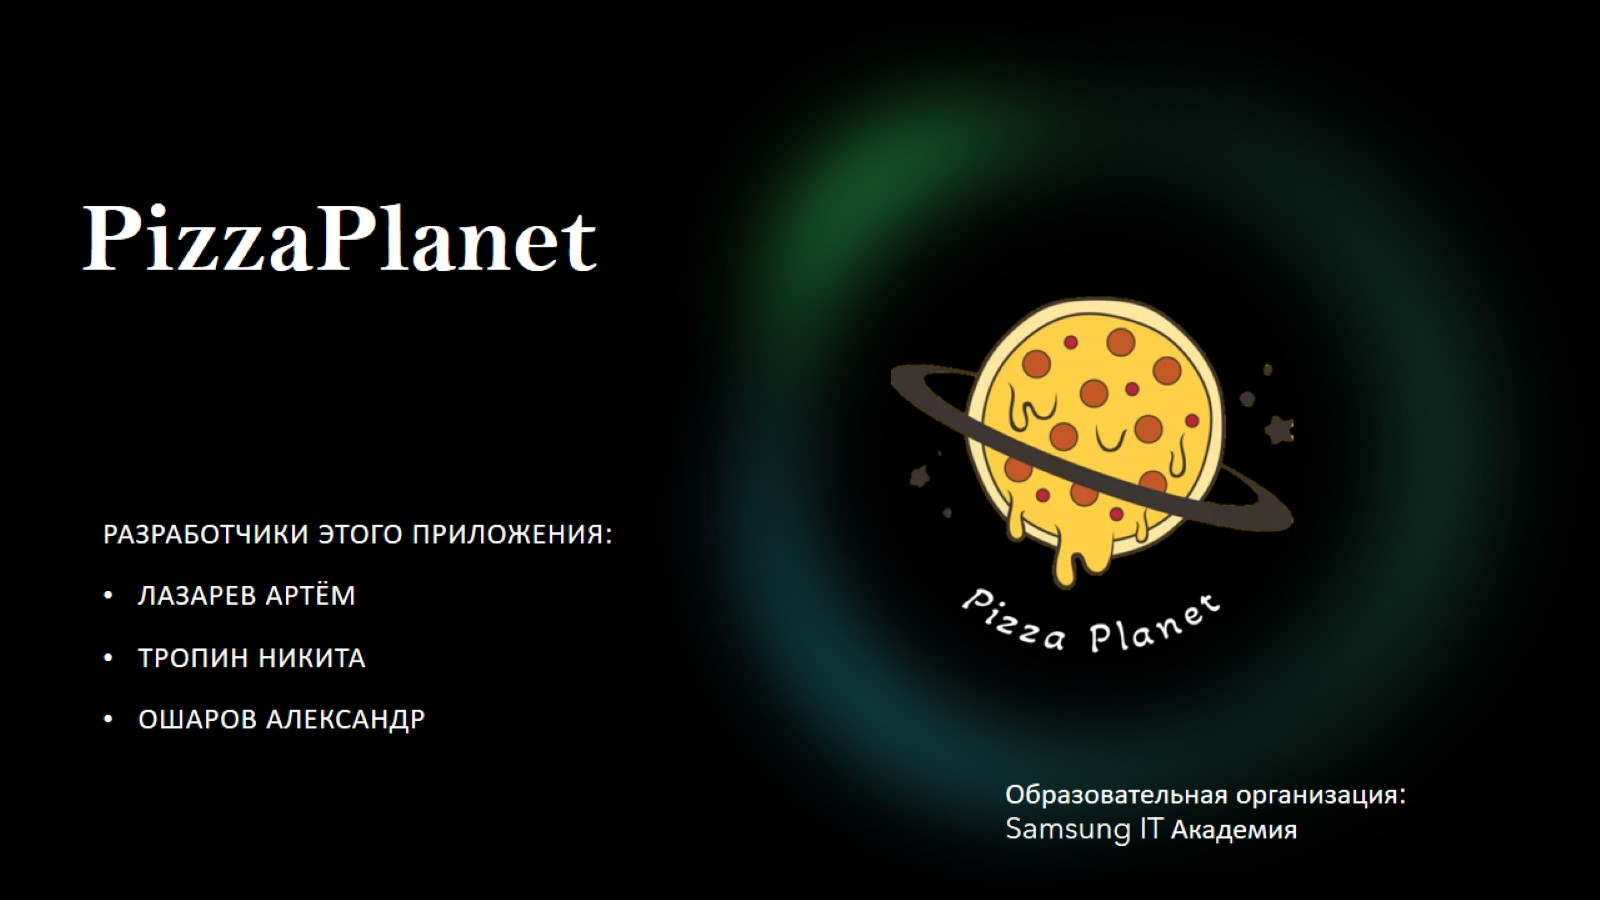 PizzaPlanet
РАЗРАБОТЧИКИ ЭТОГО ПРИЛОЖЕНИЯ:
• ЛАЗАРЕВ АРТЁМ
• ТРОПИН НИКИТА
• ОШАРОВ АЛЕКСАНДР
Pizza Planet
Образовательная организация:
Samsung IT Академия